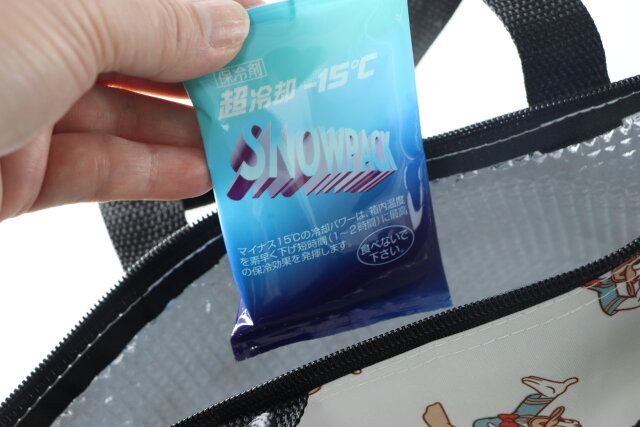 保冷剤
超冷却 -15℃
SNOWPACK
マイナス15℃の冷却パワーは、箱内温度
を素早く下げ短時間(1〜2時間)に最高
の保冷効果を発揮します。
食べないで
下さい。